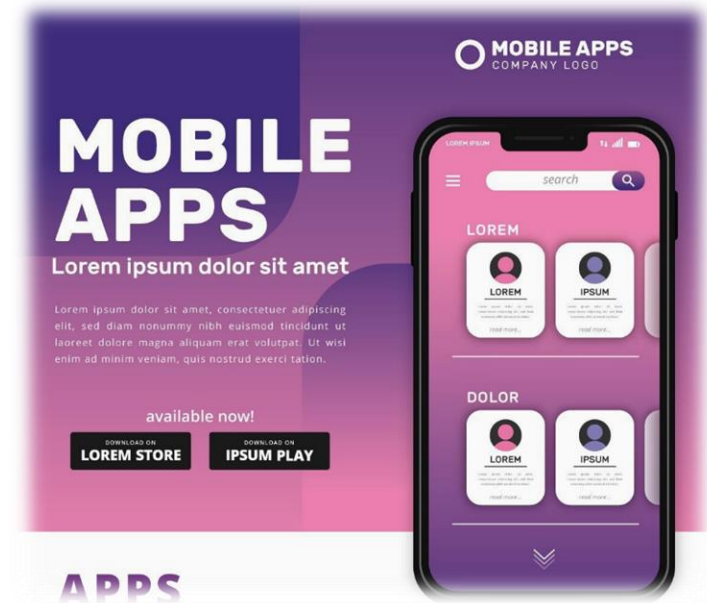 MOBILE APPS
COMPANY LOGO
MOBILE
APPS
Lorem ipsum dolor sit amet
Lorem ipsum dolor sit amet, consectetuer adipiscing
elit, sed diam nonummy nibh euismod tincidunt ut
laoreet dolore magna aliquam erat volutpat. Ut wisi
enim ad minim veniam, quis nostrud exerci tation.
available now!
DOWNLOAD ON
LOREM STORE
DOWNLOAD ON
IPSUM PLAY
LOREM IPSUM
search
LOREM
LOREM
read more...
IPSUM
read more...
DOLOR
LOREM
read more...
IPSUM
read more...
APPS